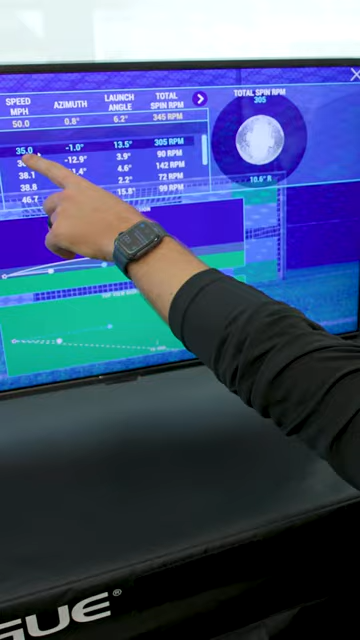 SPEED MPH AZIMUTH LAUNCH ANGLE TOTAL SPIN RPM
50.0 0.8° 6.2° 345 RPM
35.0 -1.0° 13.5° 305 RPM
-12.9° 3.9° 90 RPM
38.1 4.6° 142 RPM
38.8 2.2° 72 RPM
46.7 15.8° 99 RPM
TOTAL SPIN RPM
305
10.6° R
TOP VIEW
GUE®